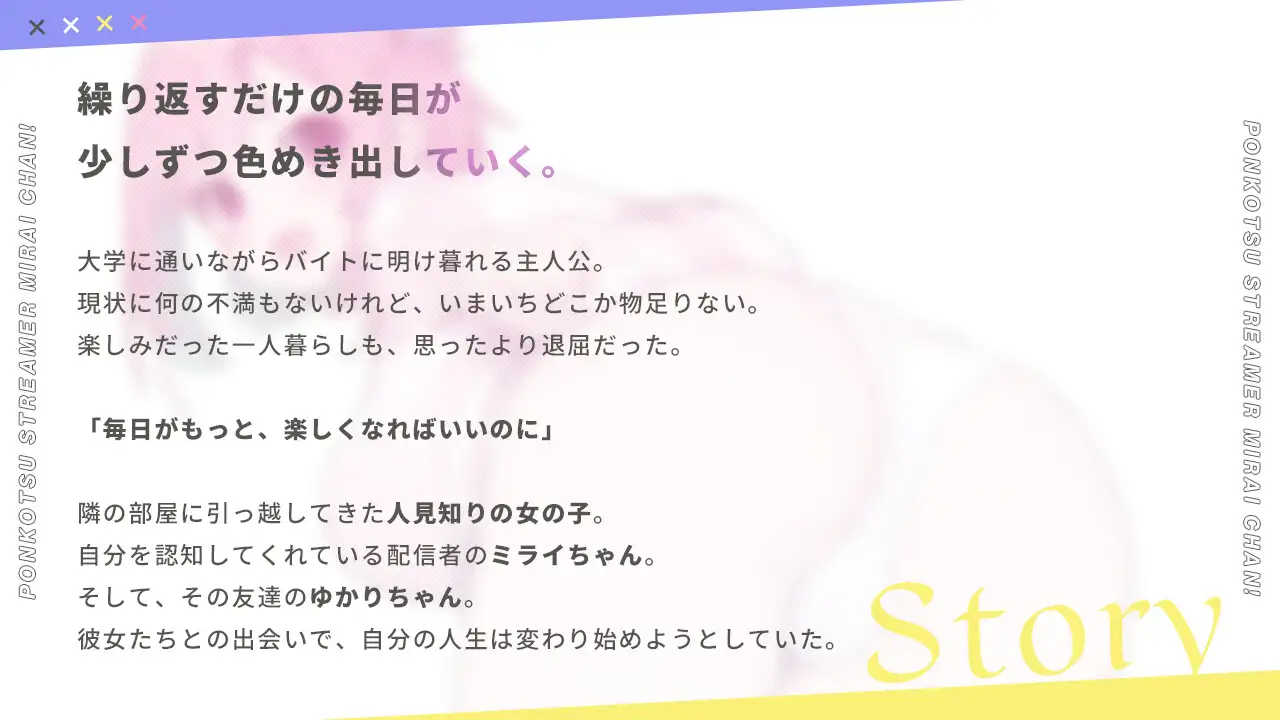 繰り返すだけの毎日が
少しずつ色めき出していく。
大学に通いながらバイトに明け暮れる主人公。
現状に何の不満もないけれど、いまいちどこか物足りない。
楽しみだった一人暮らしも、思ったより退屈だった。
「毎日がもっと、楽しくなればいいのに」
隣の部屋に引っ越してきた人見知りの女の子。
自分を認知してくれている配信者のミライちゃん。
そして、その友達のゆかりちゃん。
彼女たちとの出会いで、自分の人生は変わり始めようとしていた。
Story
PONKOTSU STREAMER MIRAI CHAN!
PONKOTSU STREAMER MIRAI CHAN!